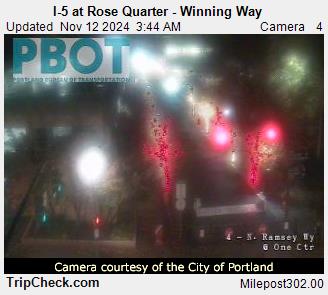 I-5 at Rose Quarter - Winning Way
Updated Nov 12 2024 3:44 AM Camera 4
PBOT
PORTLAND BUREAU OF TRANSPORTATION
4 - N. Ramsey Wy
@ One Ctr
Camera courtesy of the City of Portland
TripCheck.com Milepost302.00